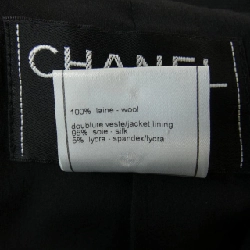 CHANEL
100% laine - wool
doublure veste/jacket lining
95% soie - silk
5% lycra - spandex/lycra